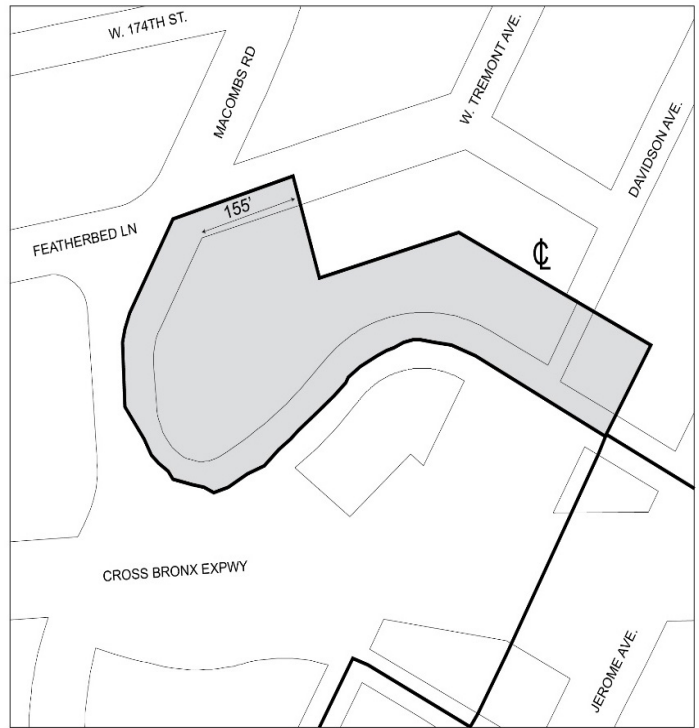 W. 174TH ST.
MACOMBS RD
W. TREMONT AVE.
DAVIDSON AVE.
155'
FEATHERBED LN
℄
CROSS BRONX EXPWY
JEROME AVE.